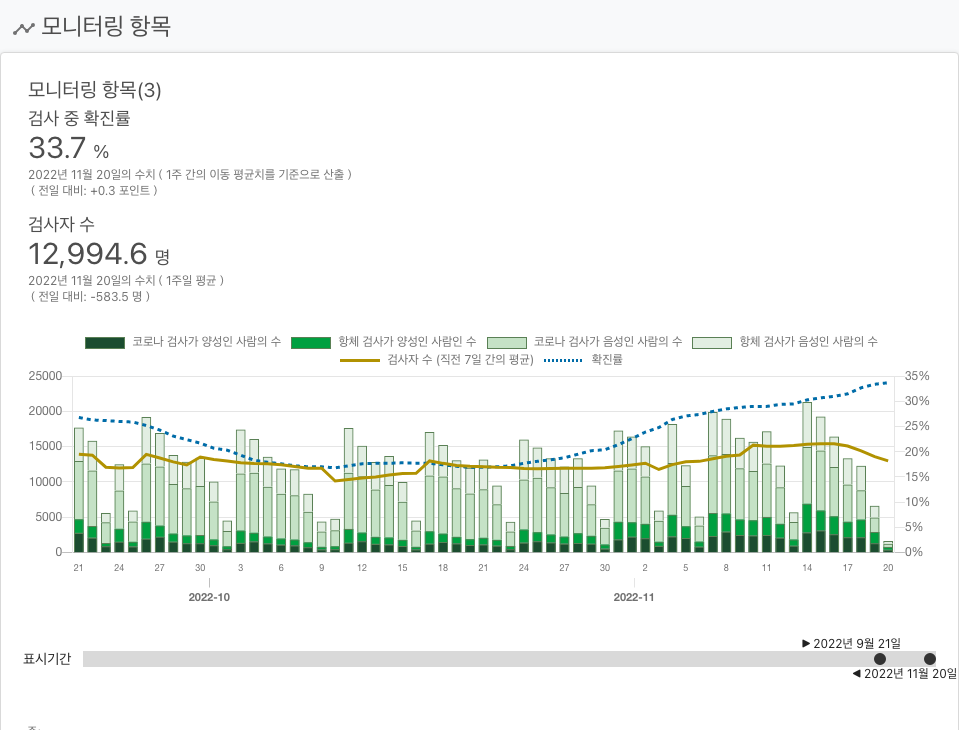 모니터링 항목
모니터링 항목(3)
검사 중 확진률
33.7 %
2022년 11월 20일의 수치 ( 1주 간의 이동 평균치를 기준으로 산출 )
( 전일 대비: +0.3 포인트 )
검사자 수
12,994.6 명
2022년 11월 20일의 수치 ( 1주일 평균 )
( 전일 대비: -583.5 명 )
코로나 검사가 양성인 사람의 수 항체 검사가 양성인 사람인 수 코로나 검사가 음성인 사람의 수 항체 검사가 음성인 사람의 수
검사자 수 (직전 7일 간의 평균) 확진률
25000 35%
20000 30%
15000 25%
10000 20%
5000 15%
0 10%
5%
0%
21 24 27 30 3 6 9 12 15 18 21 24 27 30 2 5 8 11 14 17 20
2022-10 2022-11
▶ 2022년 9월 21일
표시기간
◀ 2022년 11월 20일